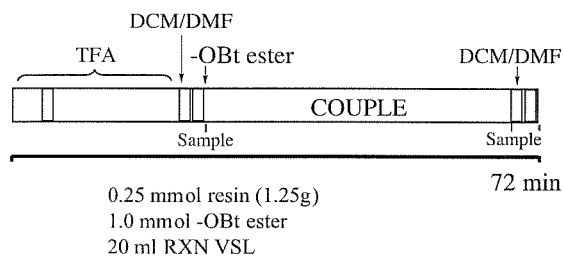 DCM/DMF
TFA
-OBt ester
DCM/DMF
COUPLE
Sample
Sample
72 min
0.25 mmol resin (1.25g)
1.0 mmol -OBt ester
20 ml RXN VSL